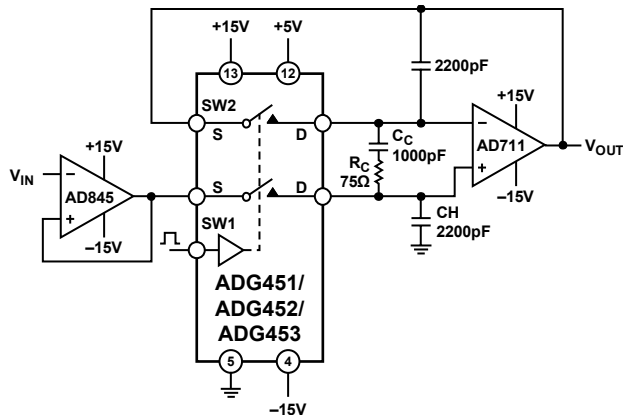 +15V +5V
13 12
2200pF
SW2
S D
+15V
C_C
1000pF
−
AD711
+
V_OUT
+15V
R_C
75Ω
V_IN
−
AD845
+
S D
−15V
CH
2200pF
−15V
SW1
ADG451/
ADG452/
ADG453
5 4
−15V